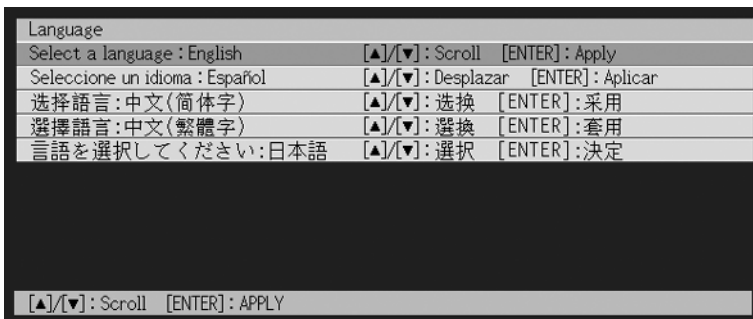 Language
Select a language : English [▲]/[▼] : Scroll [ENTER] : Apply
Seleccione un idioma : Español [▲]/[▼] : Desplazar [ENTER] : Aplicar
选择語言:中文(简体字) [▲]/[▼] : 选换 [ENTER] :采用
選擇語言:中文(繁體字) [▲]/[▼] : 選換 [ENTER] :套用
言語を選択してください:日本語 [▲]/[▼] : 選択 [ENTER] :決定
[▲]/[▼] : Scroll [ENTER] : APPLY